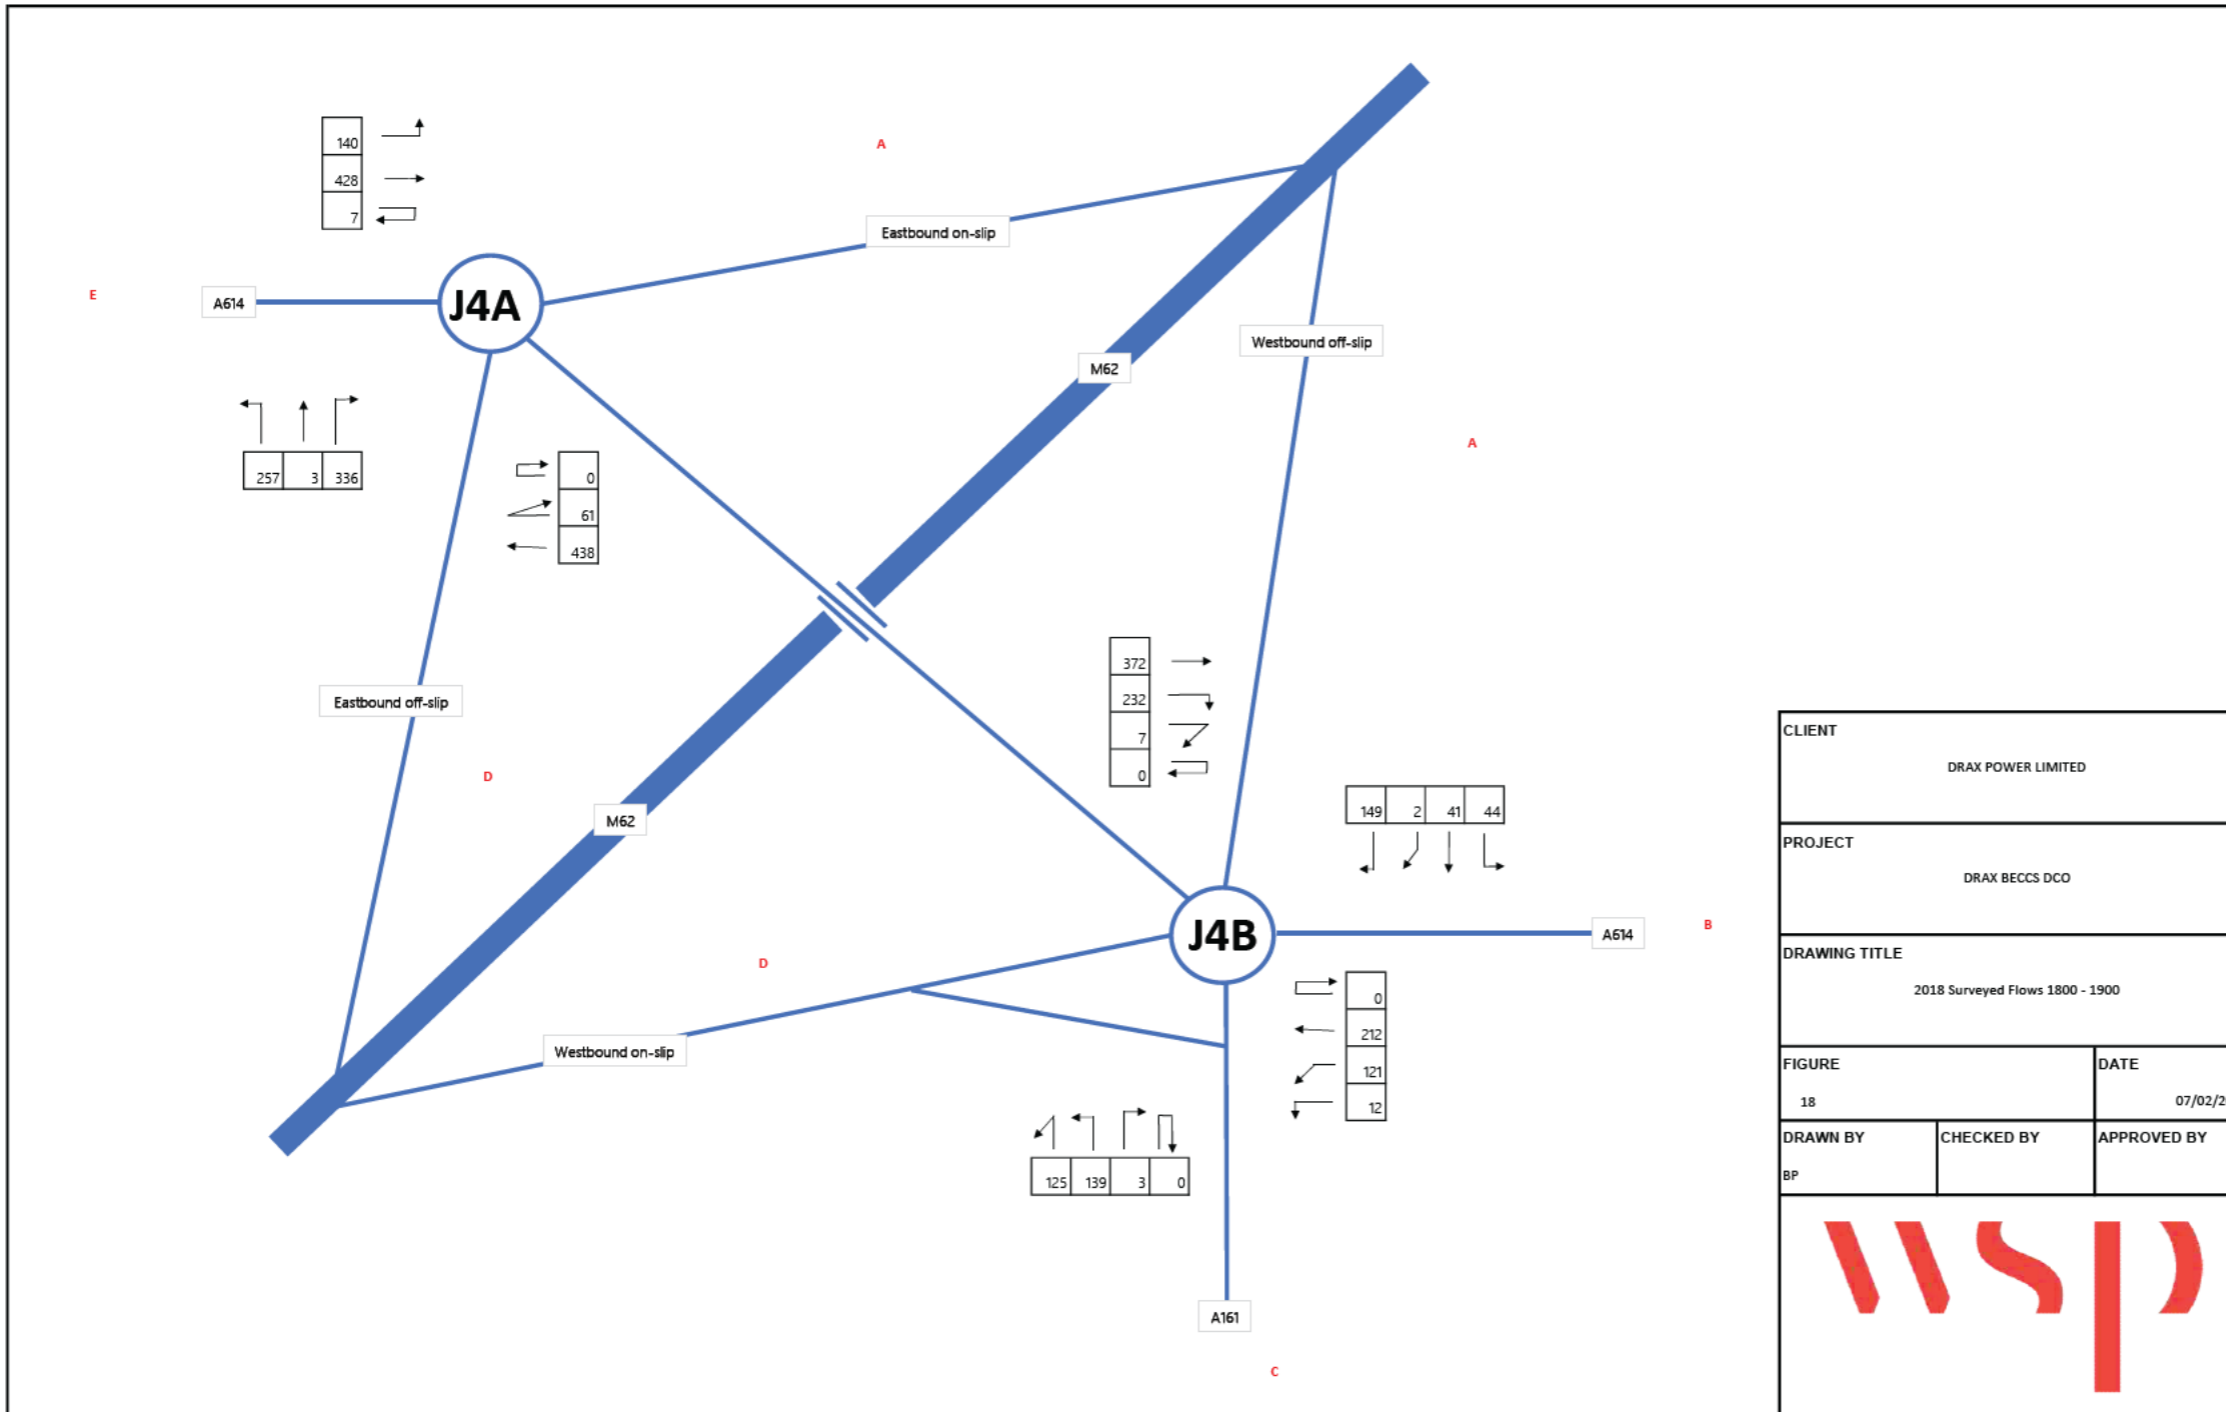 A
140
428
7
Eastbound on-slip
E
A614
J4A
Westbound off-slip
M62
A
257 3 336
0
61
438
372
232
7
0
Eastbound off-slip
D
M62
149 2 41 44
J4B
A614
B
D
Westbound on-slip
0
212
121
12
125 139 3 0
A161
C
CLIENT
DRAX POWER LIMITED
PROJECT
DRAX BECCS DCO
DRAWING TITLE
2018 Surveyed Flows 1800 - 1900
FIGURE DATE
18 07/02/2
DRAWN BY CHECKED BY APPROVED BY
BP
wsp